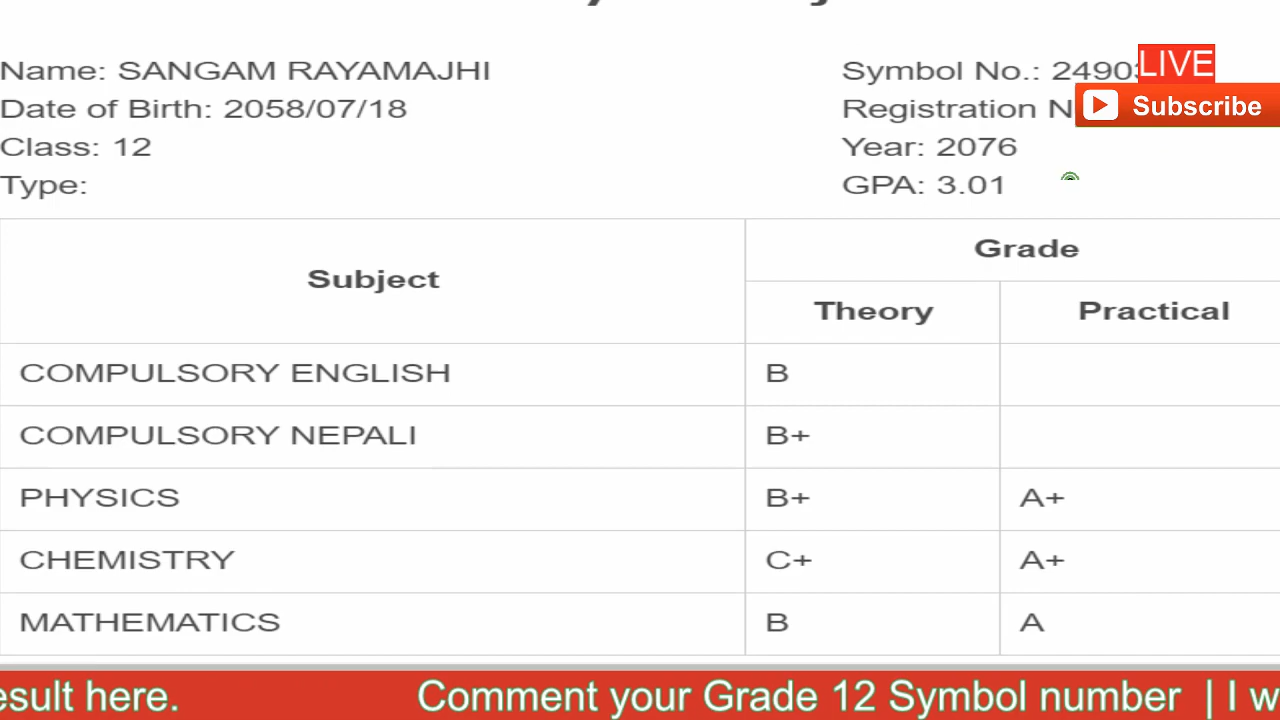 Name: SANGAM RAYAMAJHI
Symbol No.: 2490
LIVE
Date of Birth: 2058/07/18
Registration N
Subscribe
Class: 12
Year: 2076
Type:
GPA: 3.01
Subject
Grade
Theory
Practical
COMPULSORY ENGLISH B
COMPULSORY NEPALI B+
PHYSICS B+ A+
CHEMISTRY C+ A+
MATHEMATICS B A
esult here. Comment your Grade 12 Symbol number | I w